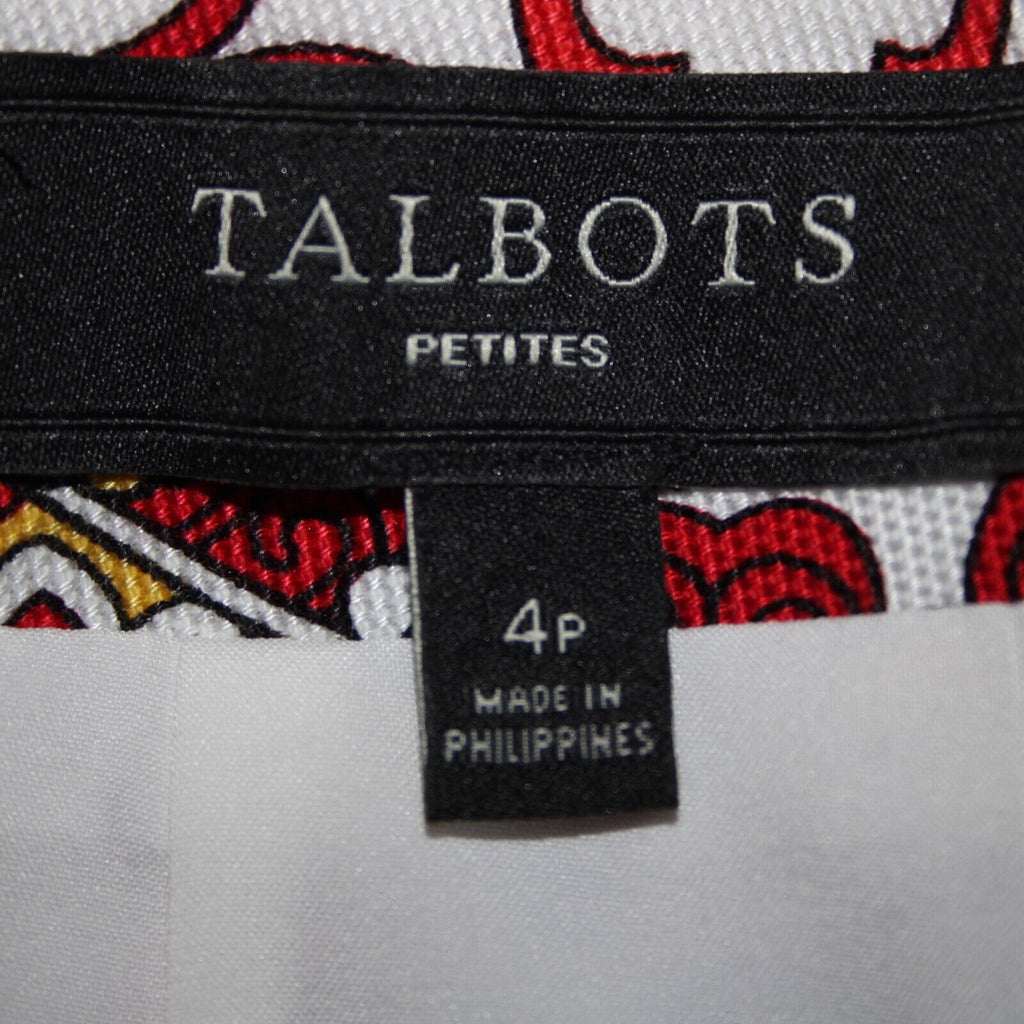 TALBOTS
PETITES
4P
MADE IN
PHILIPPINES